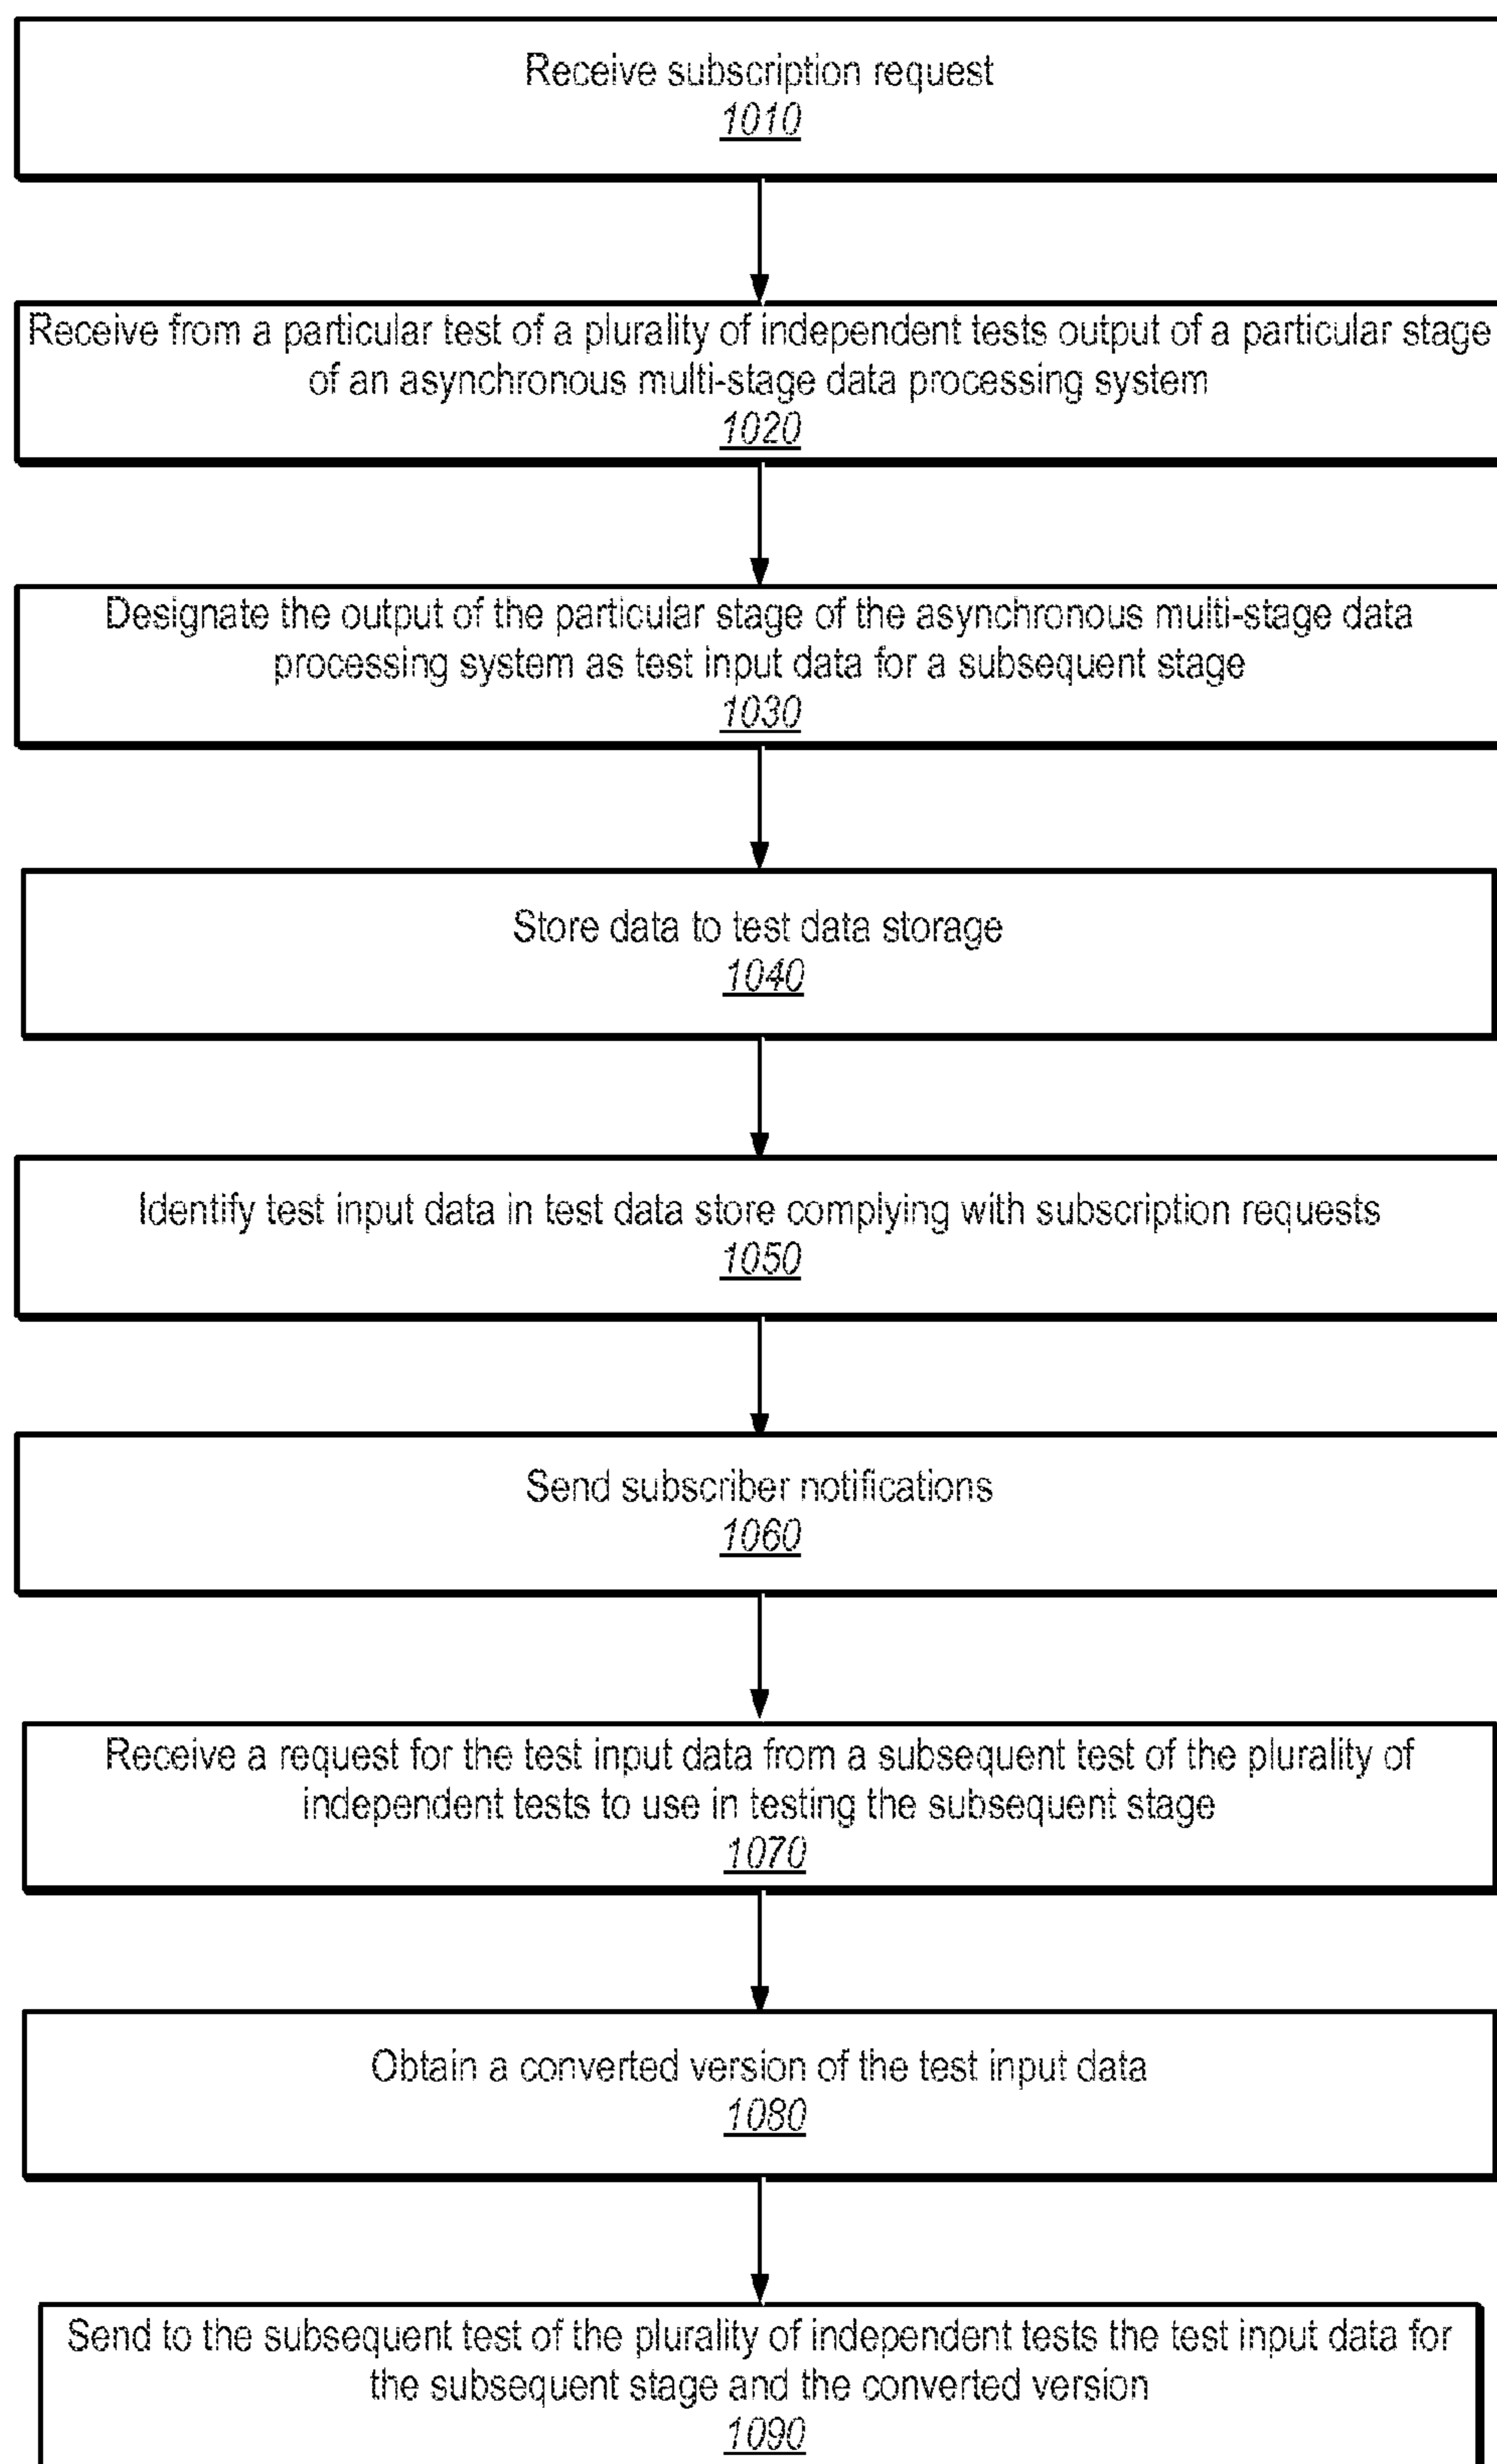 Receive subscription request
1010
Receive from a particular test of a plurality of independent tests output of a particular stage
of an asynchronous multi-stage data processing system
1020
Designate the output of the particular stage of the asynchronous multi-stage data
processing system as test input data for a subsequent stage
1030
Store data to test data storage
1040
Identify test input data in test data store complying with subscription requests
1050
Send subscriber notifications
1060
Receive a request for the test input data from a subsequent test of the plurality of
independent tests to use in testing the subsequent stage
1070
Obtain a converted version of the test input data
1080
Send to the subsequent test of the plurality of independent tests the test input data for
the subsequent stage and the converted version
1090